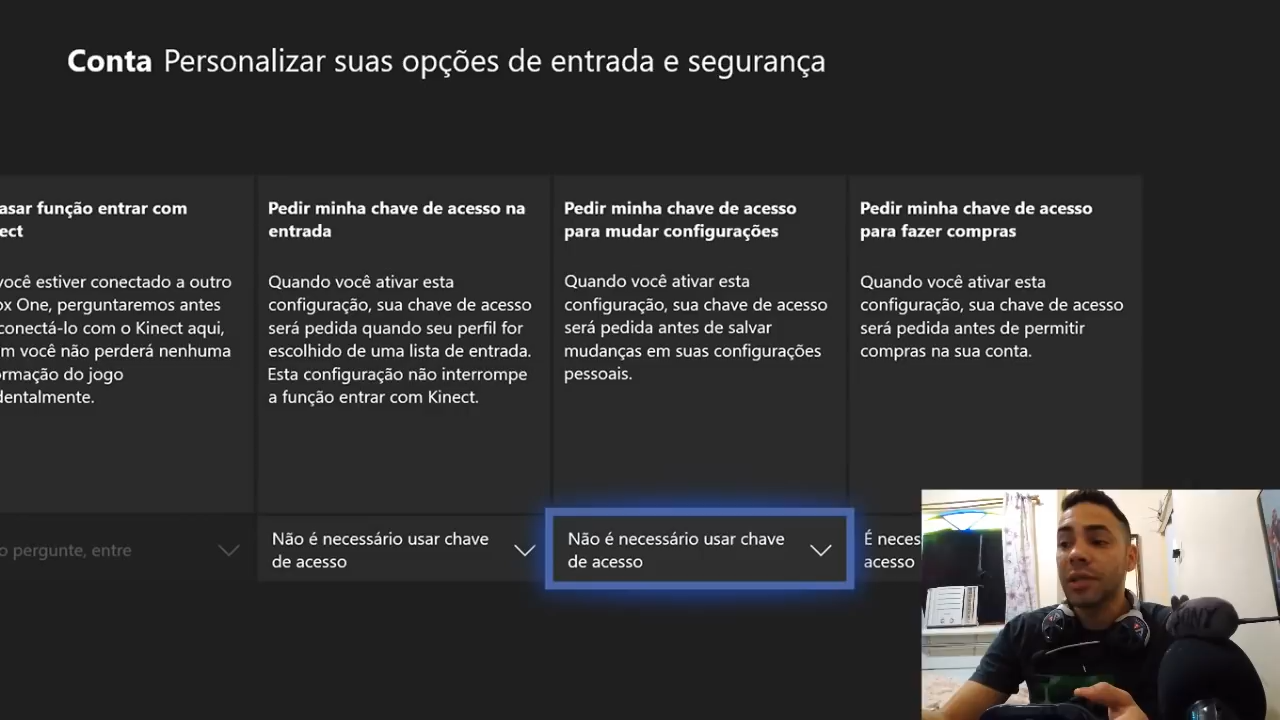 Conta Personalizar suas opções de entrada e segurança
entrar com
função
você estiver conectado a outro
One, perguntaremos antes
conectá-lo com o Kinect aqui,
você não perderá nenhuma
do jogo
pergunte, entre
Pedir minha chave de acesso na
entrada
Quando você ativar esta
configuração, sua chave de acesso
será pedida quando seu perfil for
escolhido de uma lista de entrada.
Esta configuração não interrompe
a função entrar com Kinect.
Não é necessário usar chave
de acesso
Pedir minha chave de acesso
para mudar configurações
Quando você ativar esta
configuração, sua chave de acesso
será pedida antes de salvar
mudanças em suas configurações
pessoais.
Não é necessário usar chave
de acesso
Pedir minha chave de acesso
para fazer compras
Quando você ativar esta
configuração, sua chave de acesso
será pedida antes de permitir
compras na sua conta.
É neces
acesso